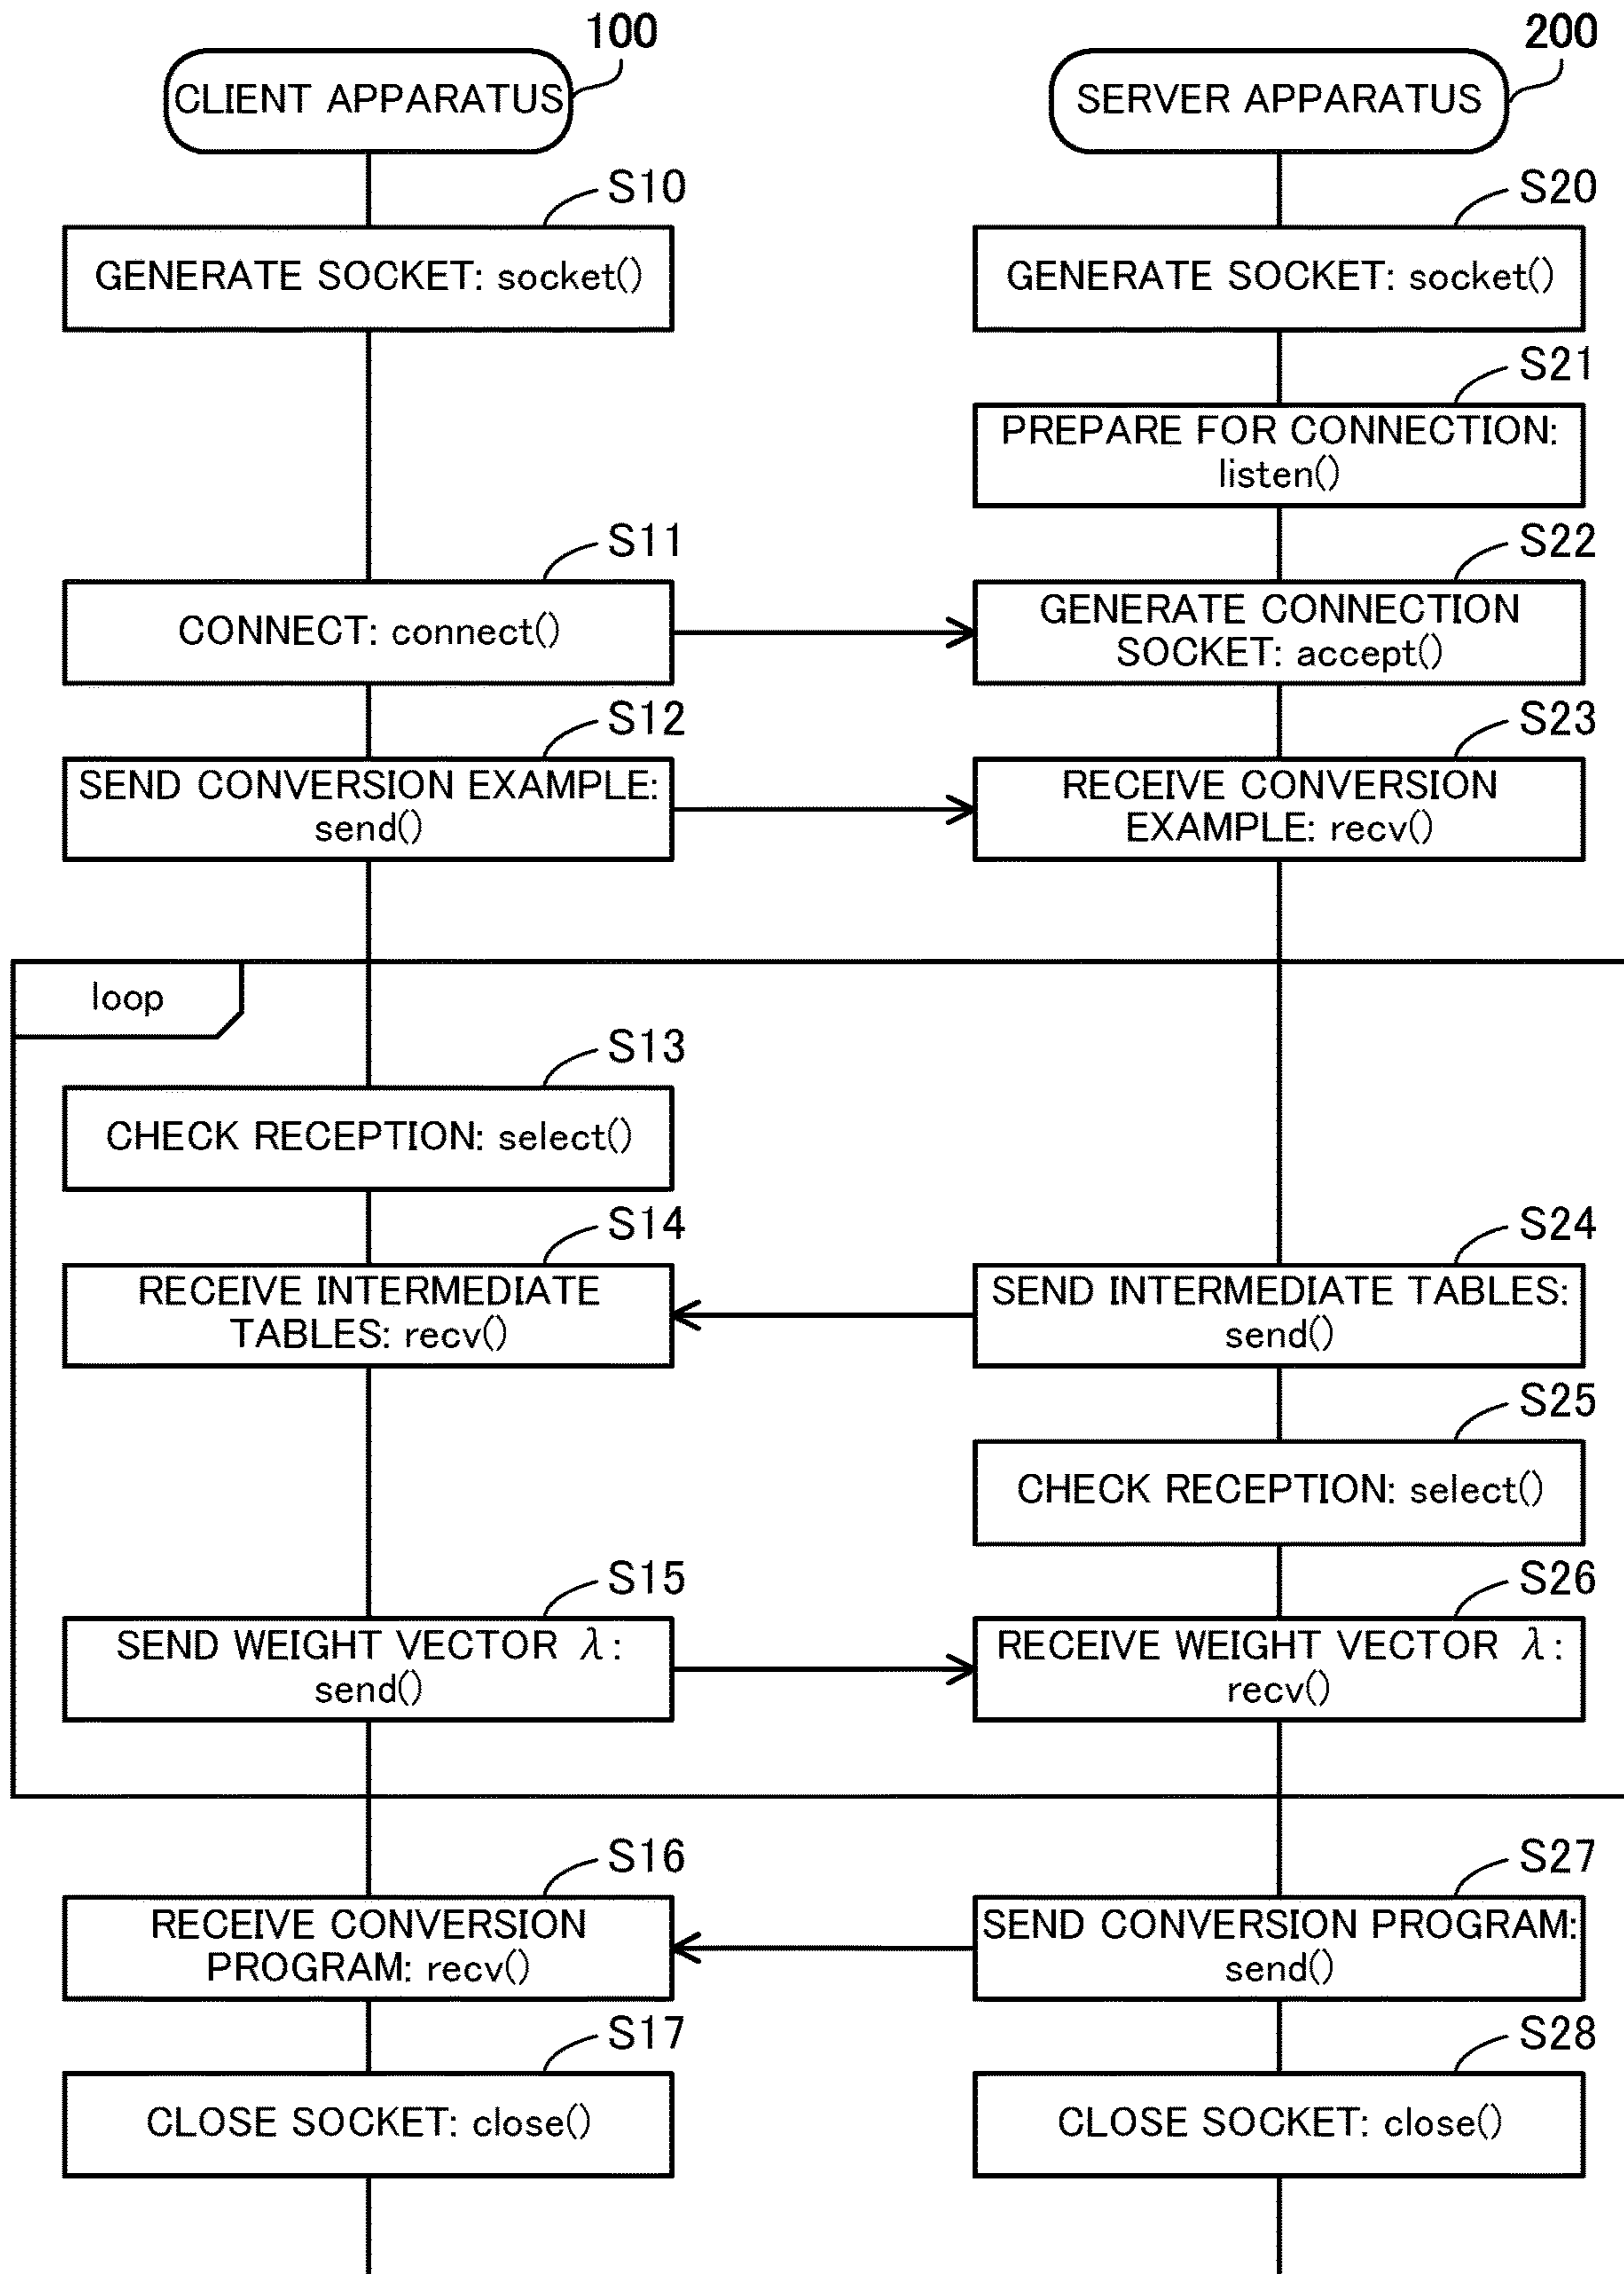 100
200
CLIENT APPARATUS
SERVER APPARATUS
S10
S20
GENERATE SOCKET: socket()
GENERATE SOCKET: socket()
S21
PREPARE FOR CONNECTION:
listen()
S11
S22
CONNECT: connect()
GENERATE CONNECTION
SOCKET: accept()
S12
S23
SEND CONVERSION EXAMPLE:
send()
RECEIVE CONVERSION
EXAMPLE: recv()
loop
S13
CHECK RECEPTION: select()
S14
S24
RECEIVE INTERMEDIATE
TABLES: recv()
SEND INTERMEDIATE TABLES:
send()
S25
CHECK RECEPTION: select()
S15
S26
SEND WEIGHT VECTOR λ:
send()
RECEIVE WEIGHT VECTOR λ:
recv()
S16
S27
RECEIVE CONVERSION
PROGRAM: recv()
SEND CONVERSION PROGRAM:
send()
S17
S28
CLOSE SOCKET: close()
CLOSE SOCKET: close()